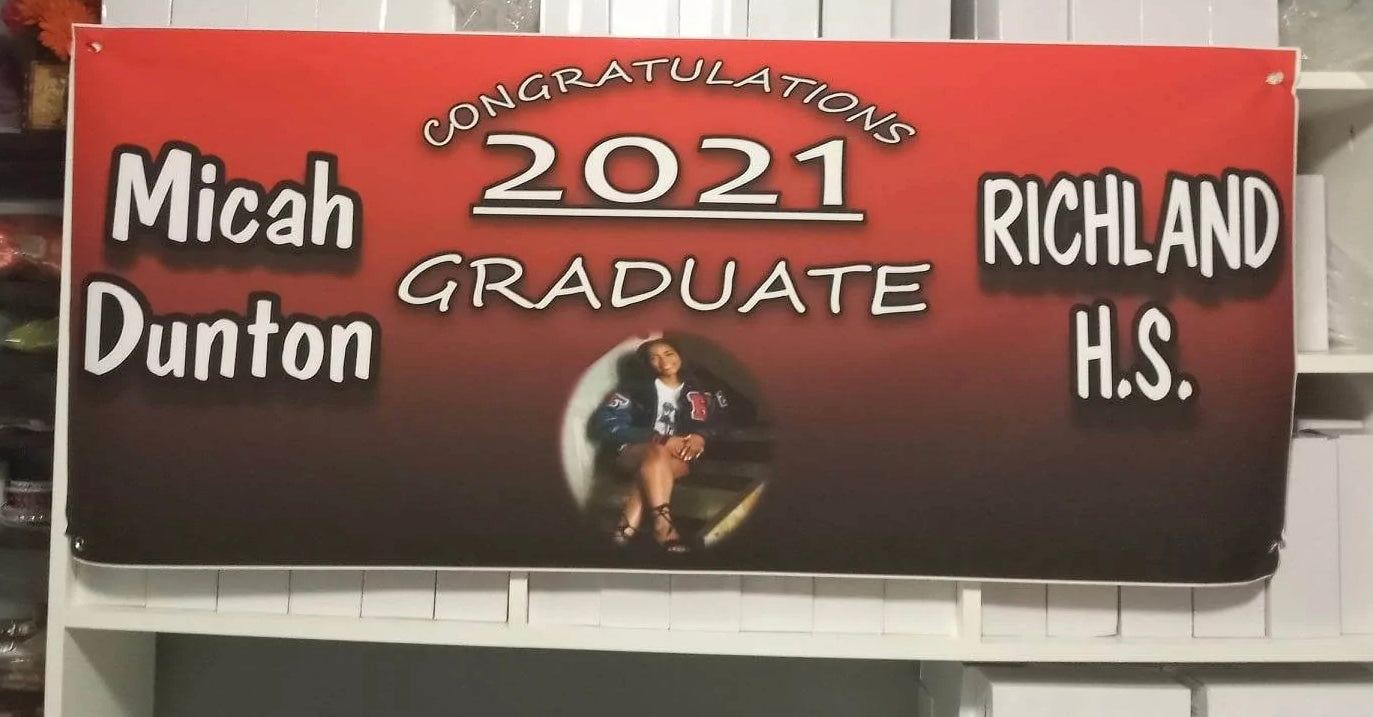 CONGRATULATIONS
2021
GRADUATE
Micah
Dunton
RICHLAND
H.S.